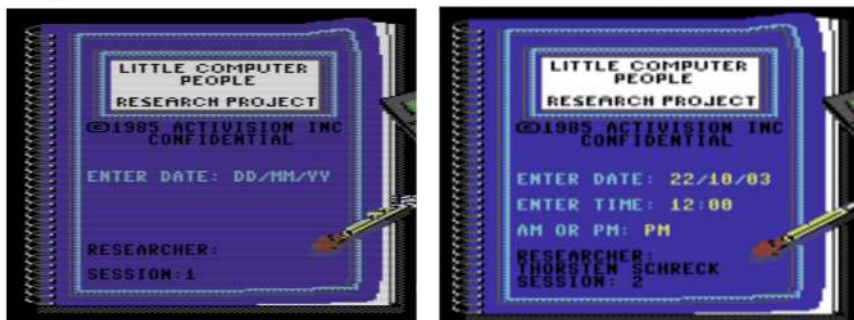 LITTLE COMPUTER
PEOPLE
RESEARCH PROJECT
©1985 ACTIVISION INC
CONFIDENTIAL
ENTER DATE: DD/MM/YY
RESEARCHER:
SESSION:1
LITTLE COMPUTER
PEOPLE
RESEARCH PROJECT
©1985 ACTIVISION INC
CONFIDENTIAL
ENTER DATE: 22/10/03
ENTER TIME: 12:00
AM OR PM: PM
RESEARCHER:
THORSTEN SCHRECK
SESSION: 2